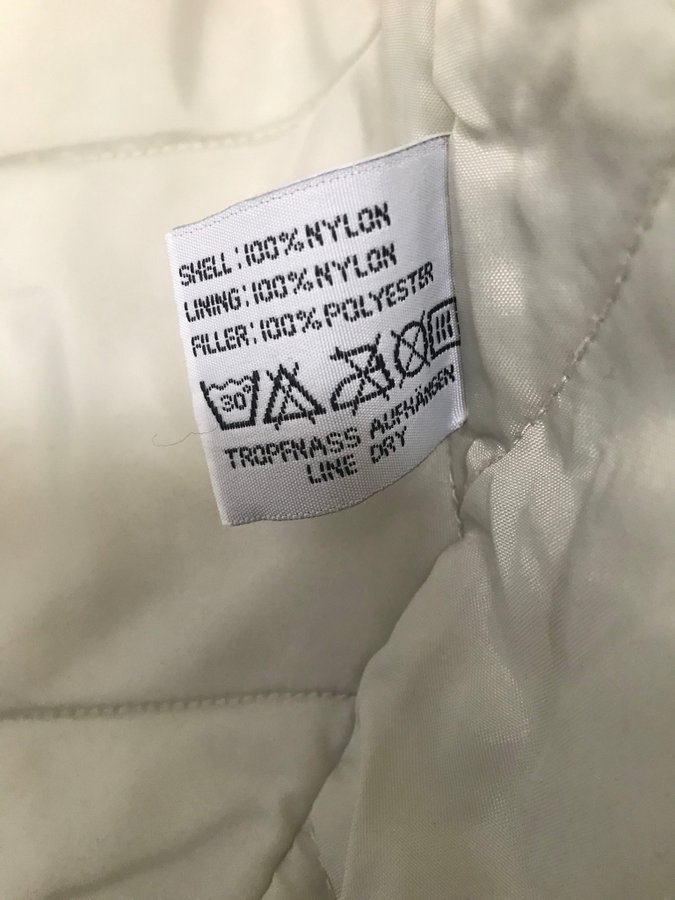 SHELL:100%NYLON
LINING:100%NYLON
FILLER:100%POLYESTER
30°
TROPFNASS AUFHÄNGEN
LINE DRY